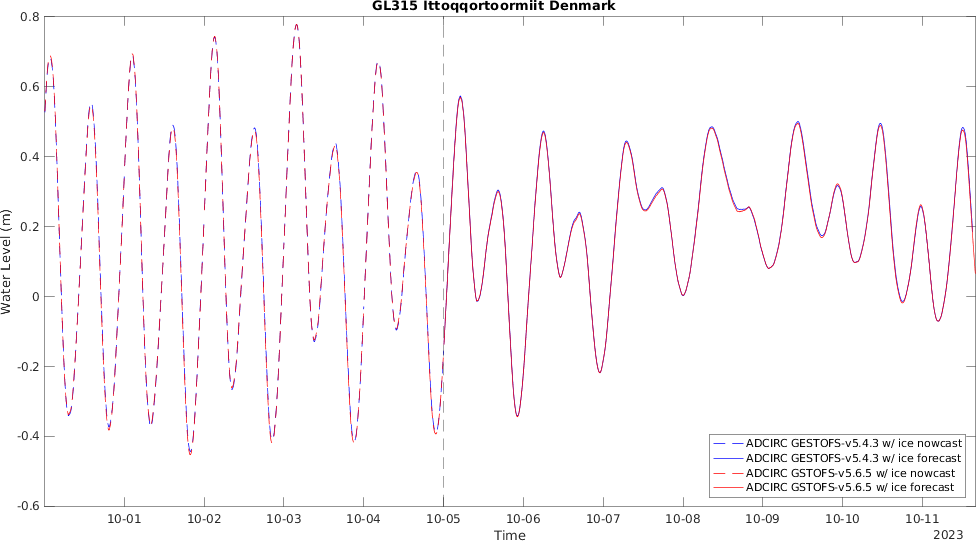 GL315 Ittoqqortoormiit Denmark
0.8
0.6
0.4
0.2
0
-0.2
-0.4
-0.6
Water Level (m)
ADCIRC GESTOFS-v5.4.3 w/ ice nowcast
ADCIRC GESTOFS-v5.4.3 w/ ice forecast
ADCIRC GSTOFS-v5.6.5 w/ ice nowcast
ADCIRC GSTOFS-v5.6.5 w/ ice forecast
10-01 10-02 10-03 10-04 10-05 10-06 10-07 10-08 10-09 10-10 10-11
Time
2023